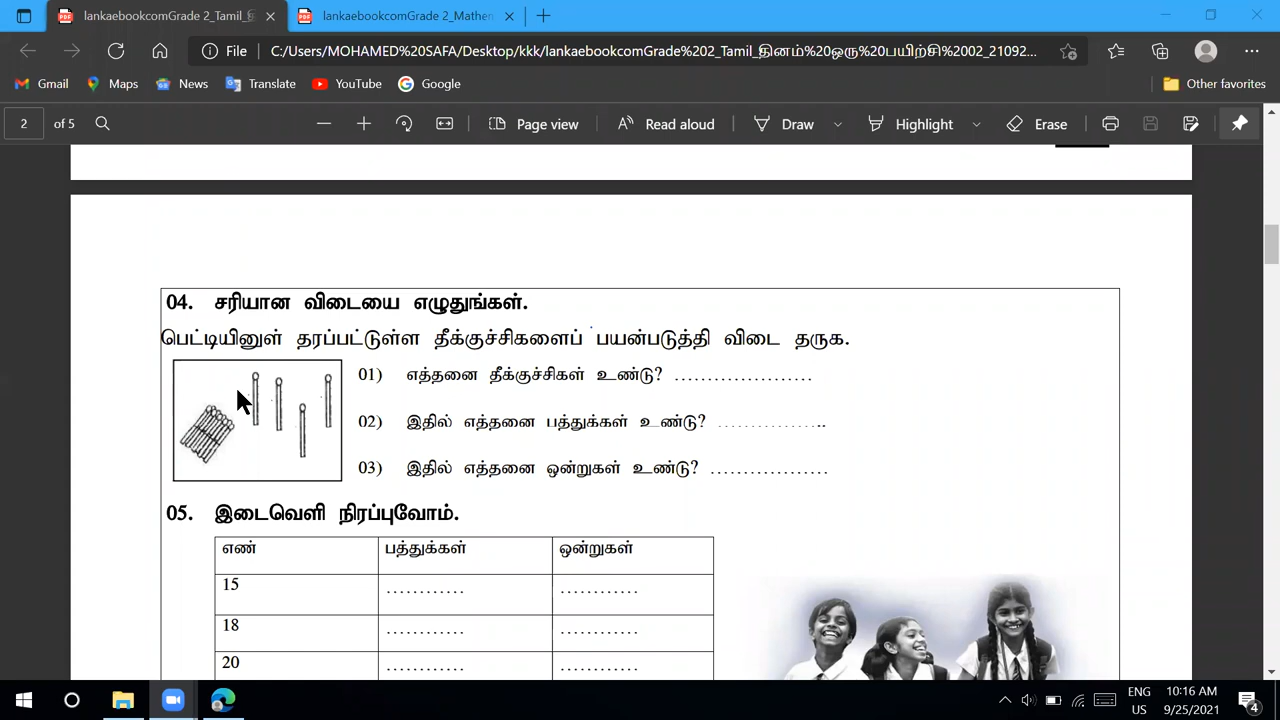 lankaebookcomGrade 2_Tamil_
lankaebookcomGrade 2_Mathe
File
C:/Users/MOHAMED%20SAFA/Desktop/kkk/lankaebookcomGrade%202_Tamil_தினம்%20ஒரு%20பயிற்சி%2002_21092...
Gmail
Maps
News
Translate
YouTube
Google
Other favorites
2 of 5
Page view
Read aloud
Draw
Highlight
Erase
04. சரியான விடையை எழுதுங்கள்.
பெட்டியினுள் தரப்பட்டுள்ள தீக்குச்சிகளைப் பயன்படுத்தி விடை தருக.
01) எத்தனை தீக்குச்சிகள் உண்டு? .....................
02) இதில் எத்தனை பத்துக்கள் உண்டு? .................
03) இதில் எத்தனை ஒன்றுகள் உண்டு? ..................
05. இடைவெளி நிரப்புவோம்.
எண் பத்துக்கள் ஒன்றுகள்
15 ............ ............
18 ............ ............
20 ............ ............
ENG
US
10:16 AM
9/25/2021
4